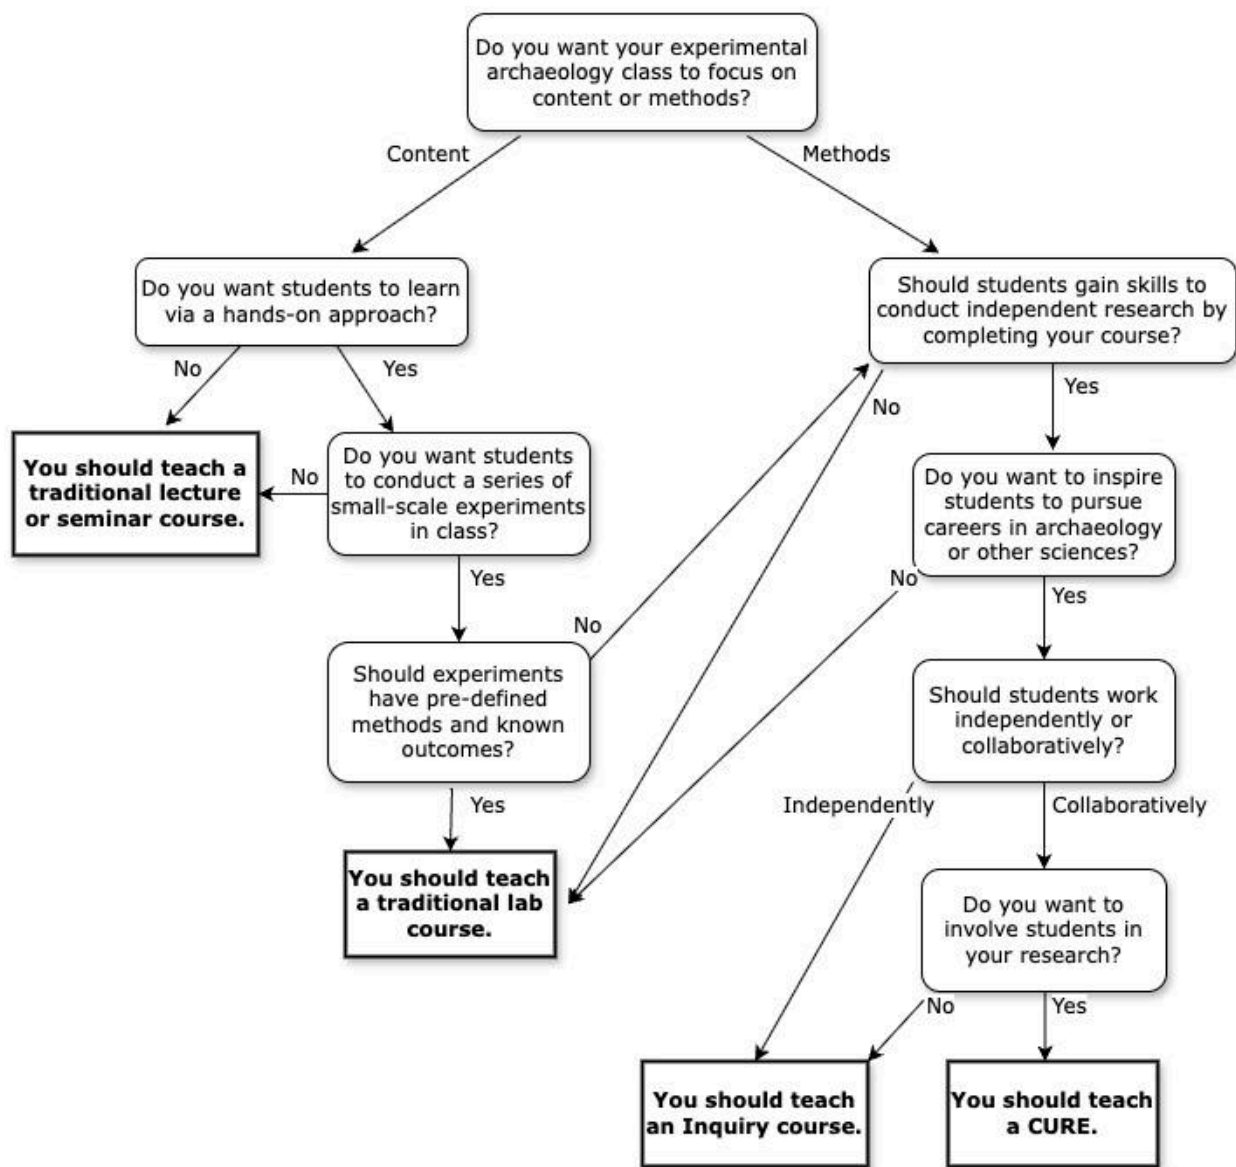 Do you want your experimental
archaeology class to focus on
content or methods?
Content
Methods
Do you want students to learn
via a hands-on approach?
Should students gain skills to
conduct independent research by
completing your course?
No
Yes
No
Yes
You should teach a
traditional lecture
or seminar course.
No
Do you want students
to conduct a series of
small-scale experiments
in class?
Do you want to inspire
students to pursue
careers in archaeology
or other sciences?
Yes
No
No
Yes
Should experiments
have pre-defined
methods and known
outcomes?
Should students work
independently or
collaboratively?
Yes
Independently
Collaboratively
You should teach
a traditional lab
course.
Do you want to
involve students in
your research?
No
Yes
You should teach
an Inquiry course.
You should teach
a CURE.